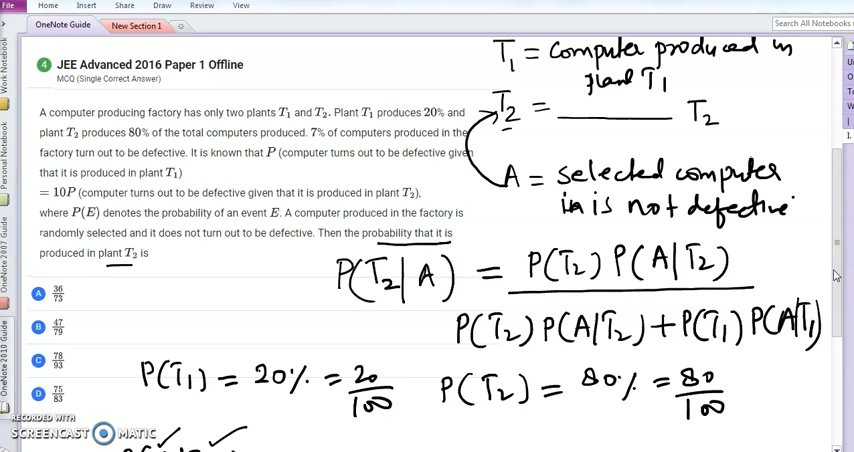 File
Home
Insert
Share
Draw
Review
View
OneNote Guide
New Section 1
Search All Notebooks (
4 JEE Advanced 2016 Paper 1 Offline
MCQ (Single Correct Answer)
A computer producing factory has only two plants T₁ and T₂. Plant T₁ produces 20% and
plant T₂ produces 80% of the total computers produced. 7% of computers produced in the
factory turn out to be defective. It is known that P (computer turns out to be defective given
that it is produced in plant T₁)
= 10P (computer turns out to be defective given that it is produced in plant T₂),
where P(E) denotes the probability of an event E. A computer produced in the factory is
randomly selected and it does not turn out to be defective. Then the probability that it is
produced in plant T₂ is
A 36/73
B 47/79
C 78/93
D 75/83
T₁ = computer produced in
plant T₁
T₂ = ________ T₂
A = selected computer
in is not defective
P(T₂|A) = P(T₂) P(A|T₂)
P(T₂) P(A|T₂) + P(T₁) P(A|T₁)
P(T₁) = 20% = 20/100
P(T₂) = 80% = 80/100
Work Notebook
Personal Notebook
OneNote 2007 Guide
OneNote 2010 Guide
RECORDED WITH
SCREENCAST MATIC